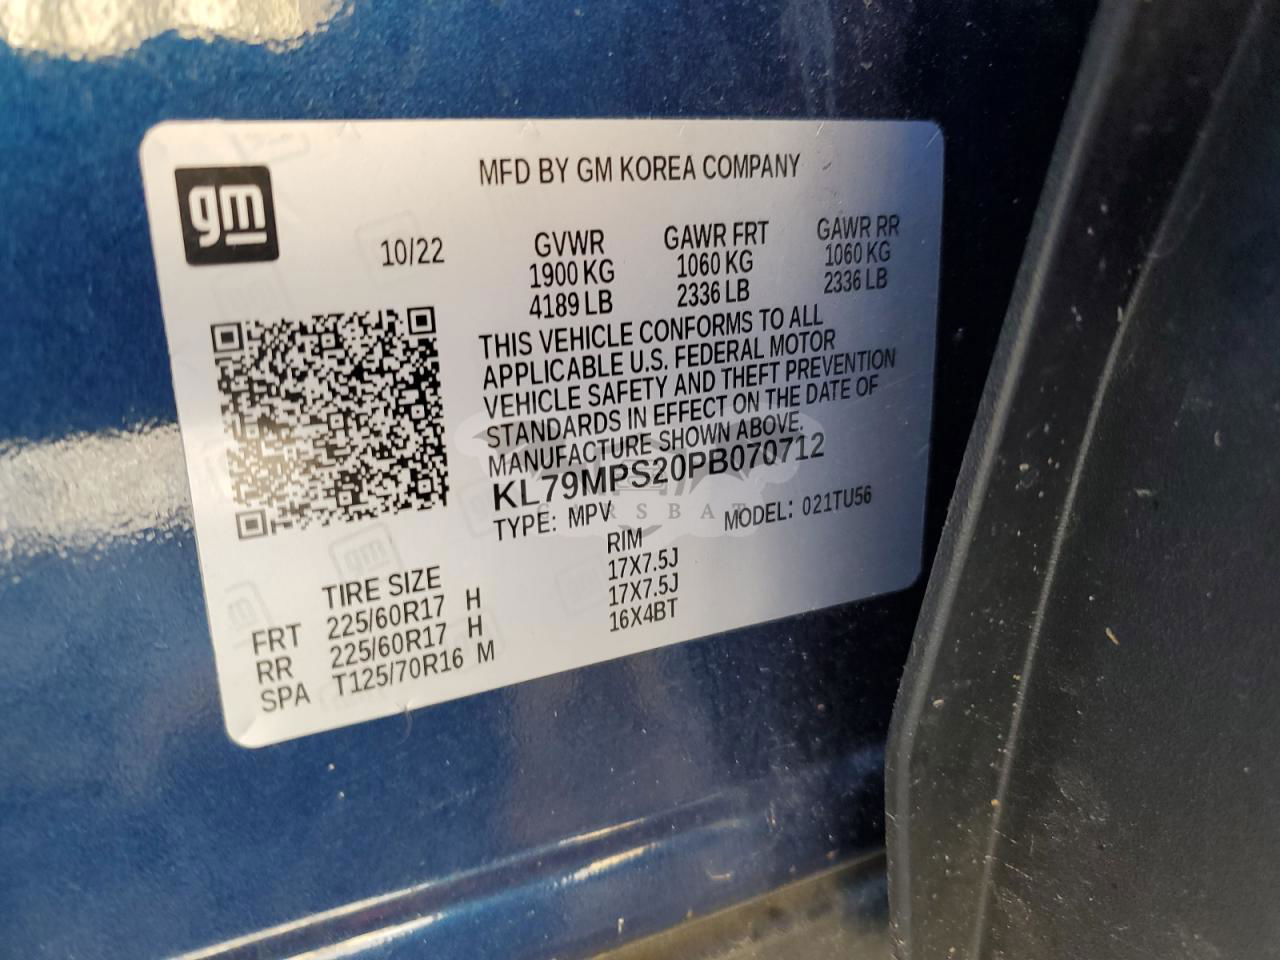 gm
MFD BY GM KOREA COMPANY
10/22
GVWR GAWR FRT GAWR RR
1900 KG 1060 KG 1060 KG
4189 LB 2336 LB 2336 LB
THIS VEHICLE CONFORMS TO ALL
APPLICABLE U.S. FEDERAL MOTOR
VEHICLE SAFETY AND THEFT PREVENTION
STANDARDS IN EFFECT ON THE DATE OF
MANUFACTURE SHOWN ABOVE.
KL79MPS20PB070712
TYPE: MPV MODEL: 021TU56
TIRE SIZE RIM
FRT 225/60R17 H 17X7.5J
RR 225/60R17 H 17X7.5J
SPA T125/70R16 M 16X4BT